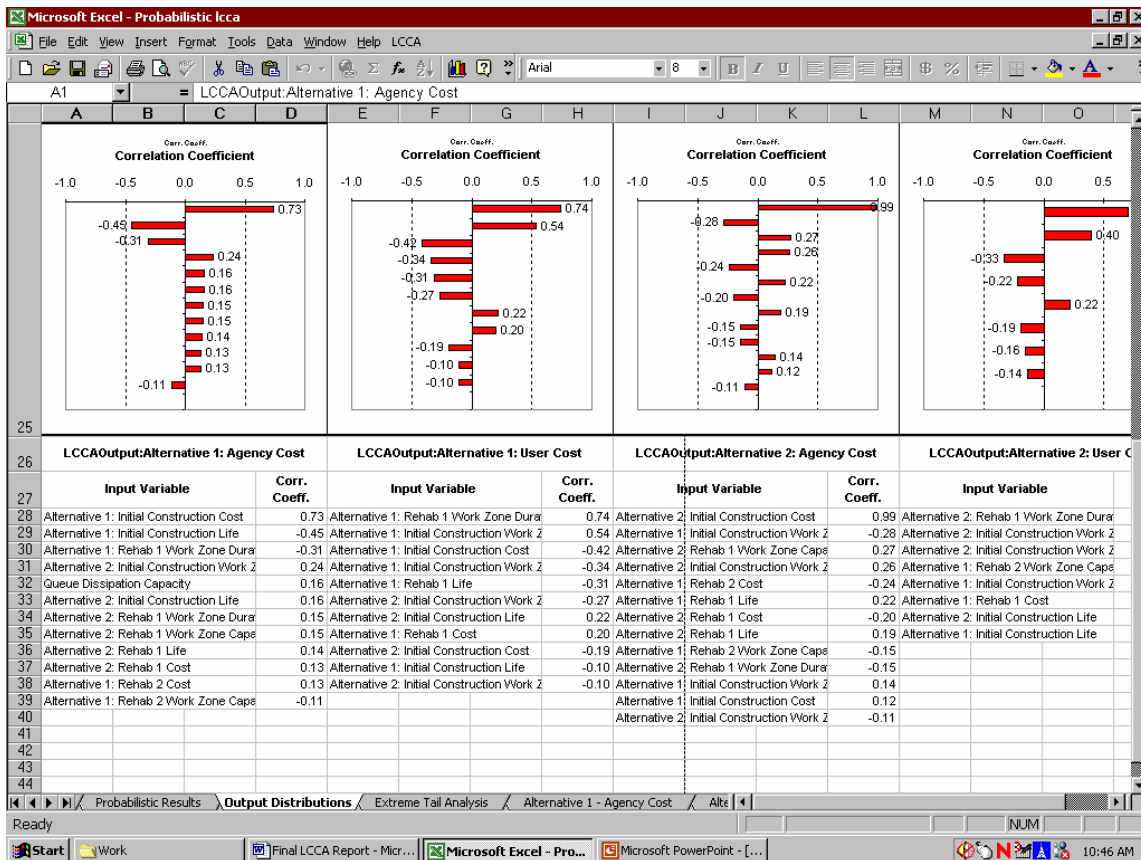 Microsoft Excel - Probabilistic lcca
File Edit View Insert Format Tools Data Window Help LCCA
Arial 8 B I U
A1 = LCCAOutput:Alternative 1: Agency Cost
A B C D E F G H I J K L M N O
Corr. Coeff. Corr. Coeff. Corr. Coeff. Corr. Coeff.
Correlation Coefficient Correlation Coefficient Correlation Coefficient Correlation Coefficient
-1.0 -0.5 0.0 0.5 1.0 -1.0 -0.5 0.0 0.5 1.0 -1.0 -0.5 0.0 0.5 1.0 -1.0 -0.5 0.0 0.5
0.73
-0.45
-0.31
0.24
0.16
0.16
0.15
0.15
0.14
0.13
0.13
-0.11
0.74
0.54
-0.42
-0.34
-0.31
-0.27
0.22
0.20
-0.19
-0.10
-0.10
0.99
-0.28
0.27
0.26
-0.24
0.22
-0.20
0.19
-0.15
-0.15
0.14
0.12
-0.11
0.40
-0.33
-0.22
0.22
-0.19
-0.16
-0.14
25
26 LCCAOutput:Alternative 1: Agency Cost LCCAOutput:Alternative 1: User Cost LCCAOutput:Alternative 2: Agency Cost LCCAOutput:Alternative 2: User C
27 Input Variable Corr. Coeff. Input Variable Corr. Coeff. Input Variable Corr. Coeff. Input Variable
28 Alternative 1: Initial Construction Cost 0.73 Alternative 1: Rehab 1 Work Zone Dura 0.74 Alternative 2: Initial Construction Cost 0.99 Alternative 2: Rehab 1 Work Zone Dura
29 Alternative 1: Initial Construction Life -0.45 Alternative 1: Initial Construction Work Z 0.54 Alternative 1: Initial Construction Work Z -0.28 Alternative 2: Initial Construction Work Z
30 Alternative 1: Rehab 1 Work Zone Dura -0.31 Alternative 1: Initial Construction Cost -0.42 Alternative 2: Rehab 1 Work Zone Capa 0.27 Alternative 2: Initial Construction Work Z
31 Alternative 2: Initial Construction Work Z 0.24 Alternative 2: Initial Construction Work Z -0.34 Alternative 2: Initial Construction Work Z 0.26 Alternative 1: Rehab 2 Work Zone Capa
32 Queue Dissipation Capacity 0.16 Alternative 1: Rehab 1 Life -0.31 Alternative 1: Rehab 2 Cost -0.24 Alternative 1: Initial Construction Work Z
33 Alternative 2: Initial Construction Life 0.16 Alternative 2: Initial Construction Work Z -0.27 Alternative 1: Rehab 1 Life 0.22 Alternative 1: Rehab 1 Cost
34 Alternative 2: Rehab 1 Work Zone Dura 0.15 Alternative 2: Initial Construction Life 0.22 Alternative 2: Rehab 1 Cost -0.20 Alternative 2: Initial Construction Life
35 Alternative 2: Rehab 1 Work Zone Capa 0.15 Alternative 1: Rehab 1 Cost 0.20 Alternative 2: Rehab 1 Life 0.19 Alternative 1: Initial Construction Life
36 Alternative 2: Rehab 1 Life 0.14 Alternative 2: Initial Construction Cost -0.19 Alternative 1: Rehab 2 Work Zone Capa -0.15
37 Alternative 2: Rehab 1 Cost 0.13 Alternative 1: Initial Construction Life -0.10 Alternative 2: Rehab 1 Work Zone Dura -0.15
38 Alternative 1: Rehab 2 Cost 0.13 Alternative 2: Initial Construction Work Z -0.10 Alternative 1: Initial Construction Work Z 0.14
39 Alternative 1: Rehab 2 Work Zone Capa -0.11 Alternative 1: Initial Construction Cost 0.12
40 Alternative 2: Initial Construction Work Z -0.11
41
42
43
44
Probabilistic Results Output Distributions Extreme Tail Analysis Alternative 1 - Agency Cost Alte
Ready NUM
Start Work Final LCCA Report - Micr... Microsoft Excel - Pro... Microsoft PowerPoint - [... 10:46 AM